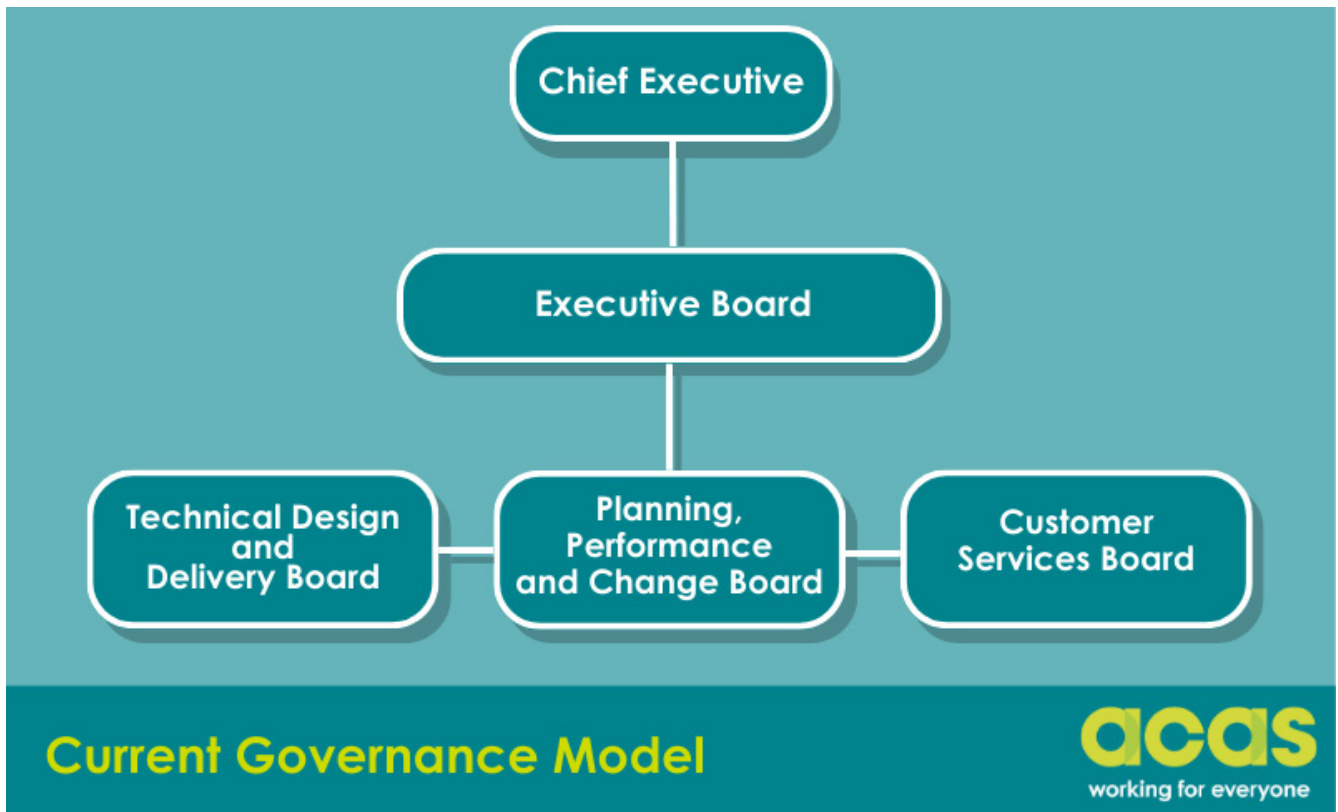 Chief Executive
Executive Board
Technical Design
and
Delivery Board
Planning,
Performance
and Change Board
Customer
Services Board
Current Governance Model
acas
working for everyone